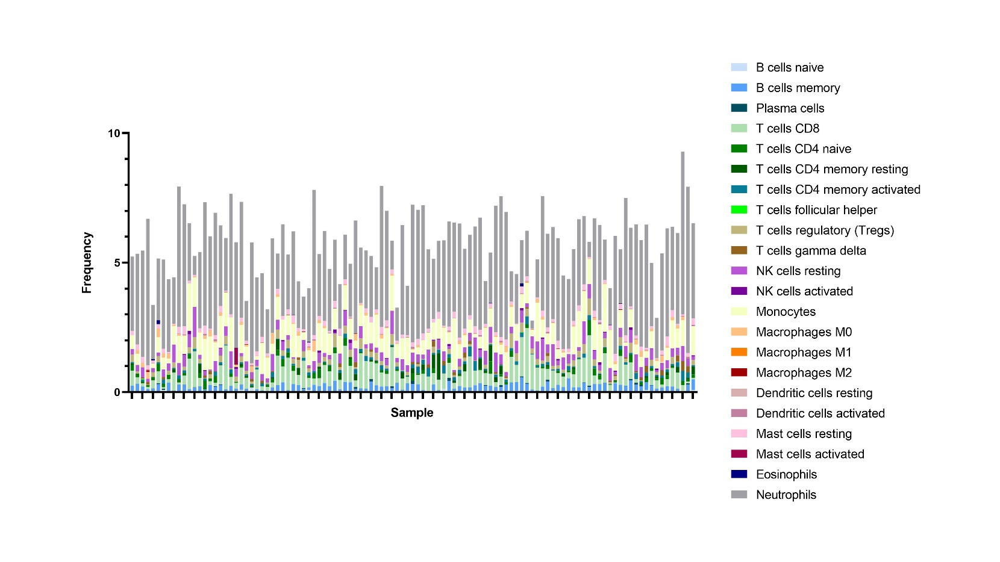 B cells naive
B cells memory
Plasma cells
T cells CD8
T cells CD4 naive
T cells CD4 memory resting
T cells CD4 memory activated
T cells follicular helper
T cells regulatory (Tregs)
T cells gamma delta
NK cells resting
NK cells activated
Monocytes
Macrophages M0
Macrophages M1
Macrophages M2
Dendritic cells resting
Dendritic cells activated
Mast cells resting
Mast cells activated
Eosinophils
Neutrophils
10
5
0
Frequency
Sample